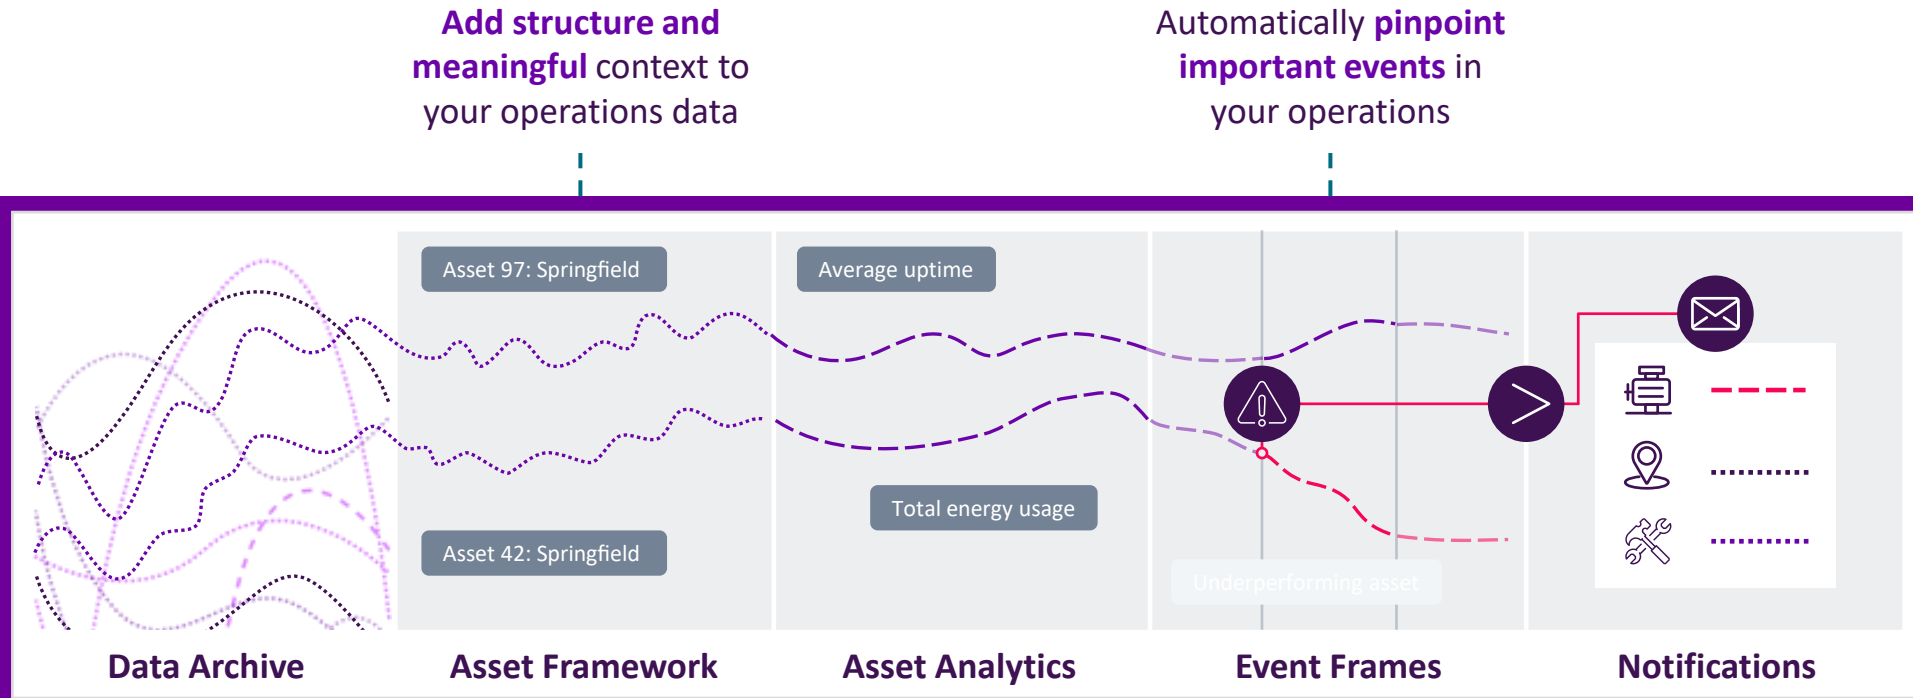 Add structure and
meaningful context to
your operations data
Automatically pinpoint
important events in
your operations
Asset 97: Springfield
Average uptime
Total energy usage
Asset 42: Springfield
Underperforming asset
Data Archive
Asset Framework
Asset Analytics
Event Frames
Notifications